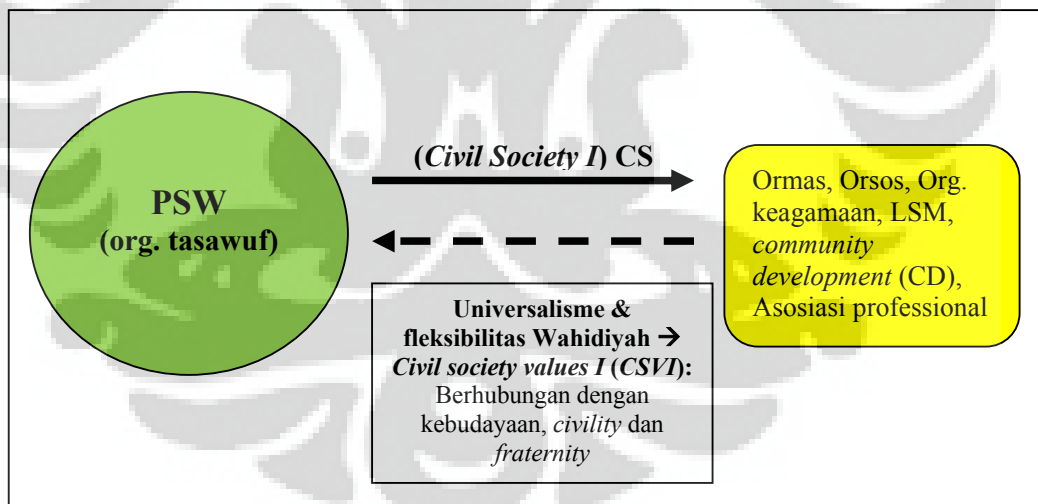 PSW
(org. tasawuf)
(Civil Society I) CS
Ormas, Orsos, Org.
keagamaan, LSM,
community
development (CD),
Asosiasi professional
Universalisme &
fleksibilitas Wahidiyah →
Civil society values I (CSVI):
Berhubungan dengan
kebudayaan, civility dan
fraternity